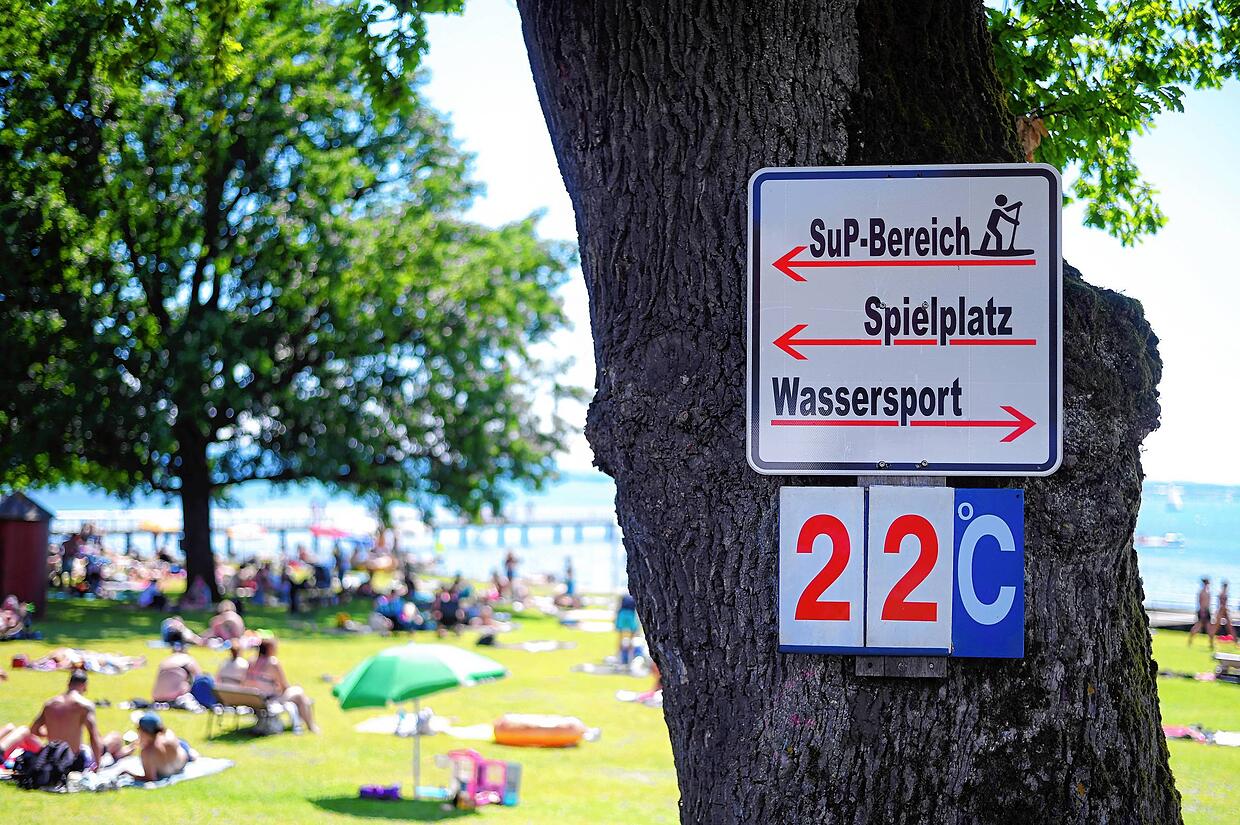 SuP-Bereich
Spielplatz
Wassersport
22°C